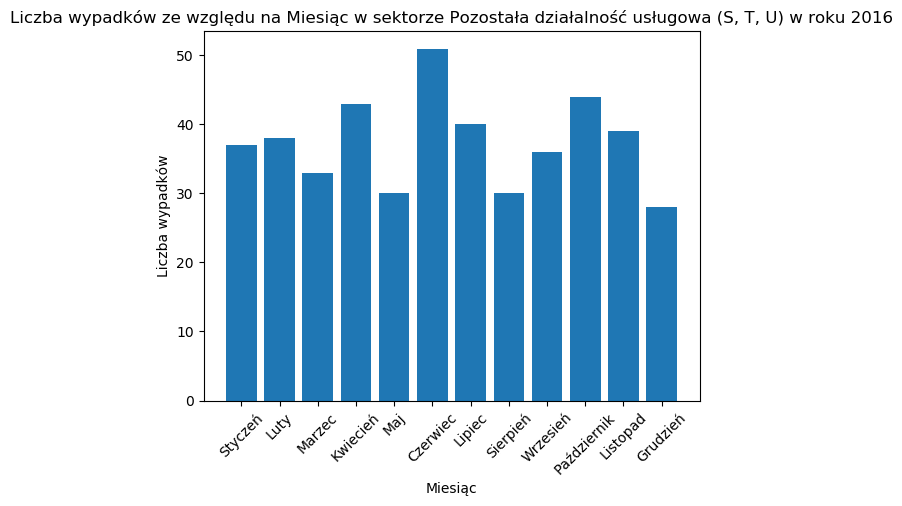 Liczba wypadków ze względu na Miesiąc w sektorze Pozostała działalność usługowa (S, T, U) w roku 2016
Liczba wypadków
50
40
30
20
10
0
Styczeń
Luty
Marzec
Kwiecień
Maj
Czerwiec
Lipiec
Sierpień
Wrzesień
Październik
Listopad
Grudzień
Miesiąc